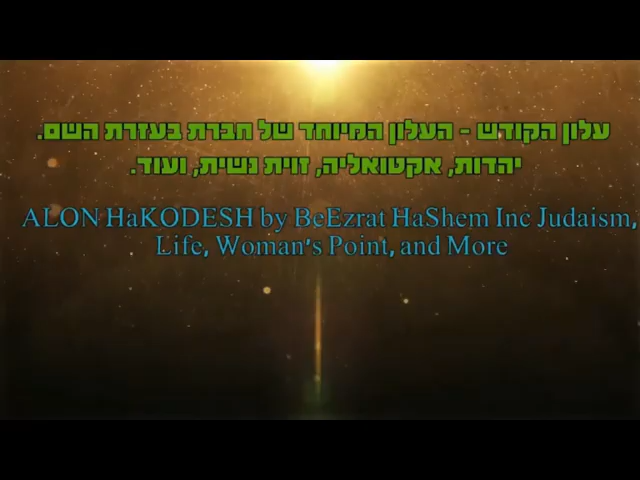 עלון הקודש - העלון המיוחד של חברת בעזרת השם.
יהדות, אקטואליה, זוית נשית, ועוד.
ALON HaKODESH by BeEzrat HaShem Inc Judaism,
Life, Woman's Point, and More